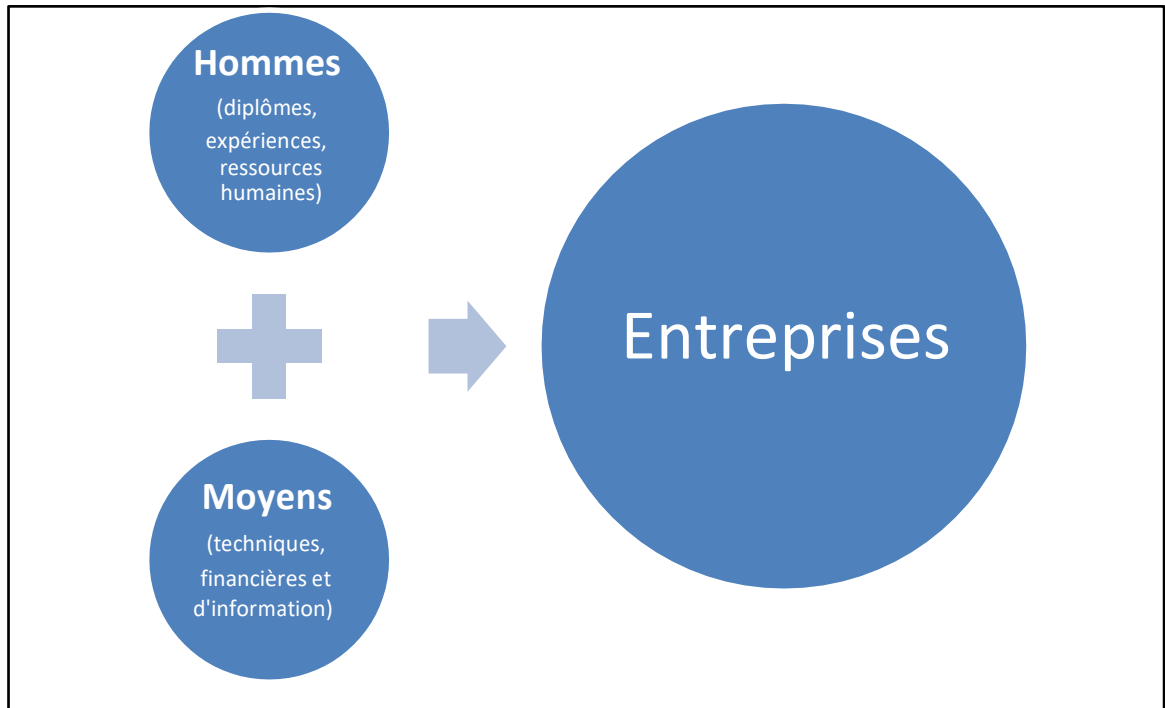 Hommes
(diplômes,
expériences,
ressources
humaines)
Moyens
(techniques,
financières et
d'information)
Entreprises